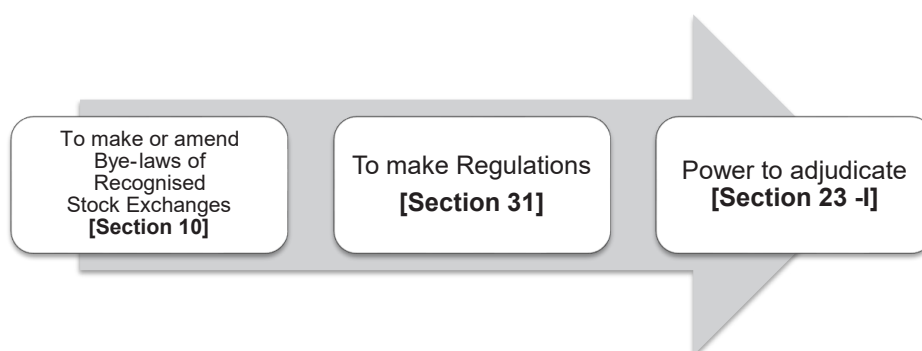 To make or amend
Bye-laws of
Recognised
Stock Exchanges
[Section 10]
To make Regulations
[Section 31]
Power to adjudicate
[Section 23 -I]